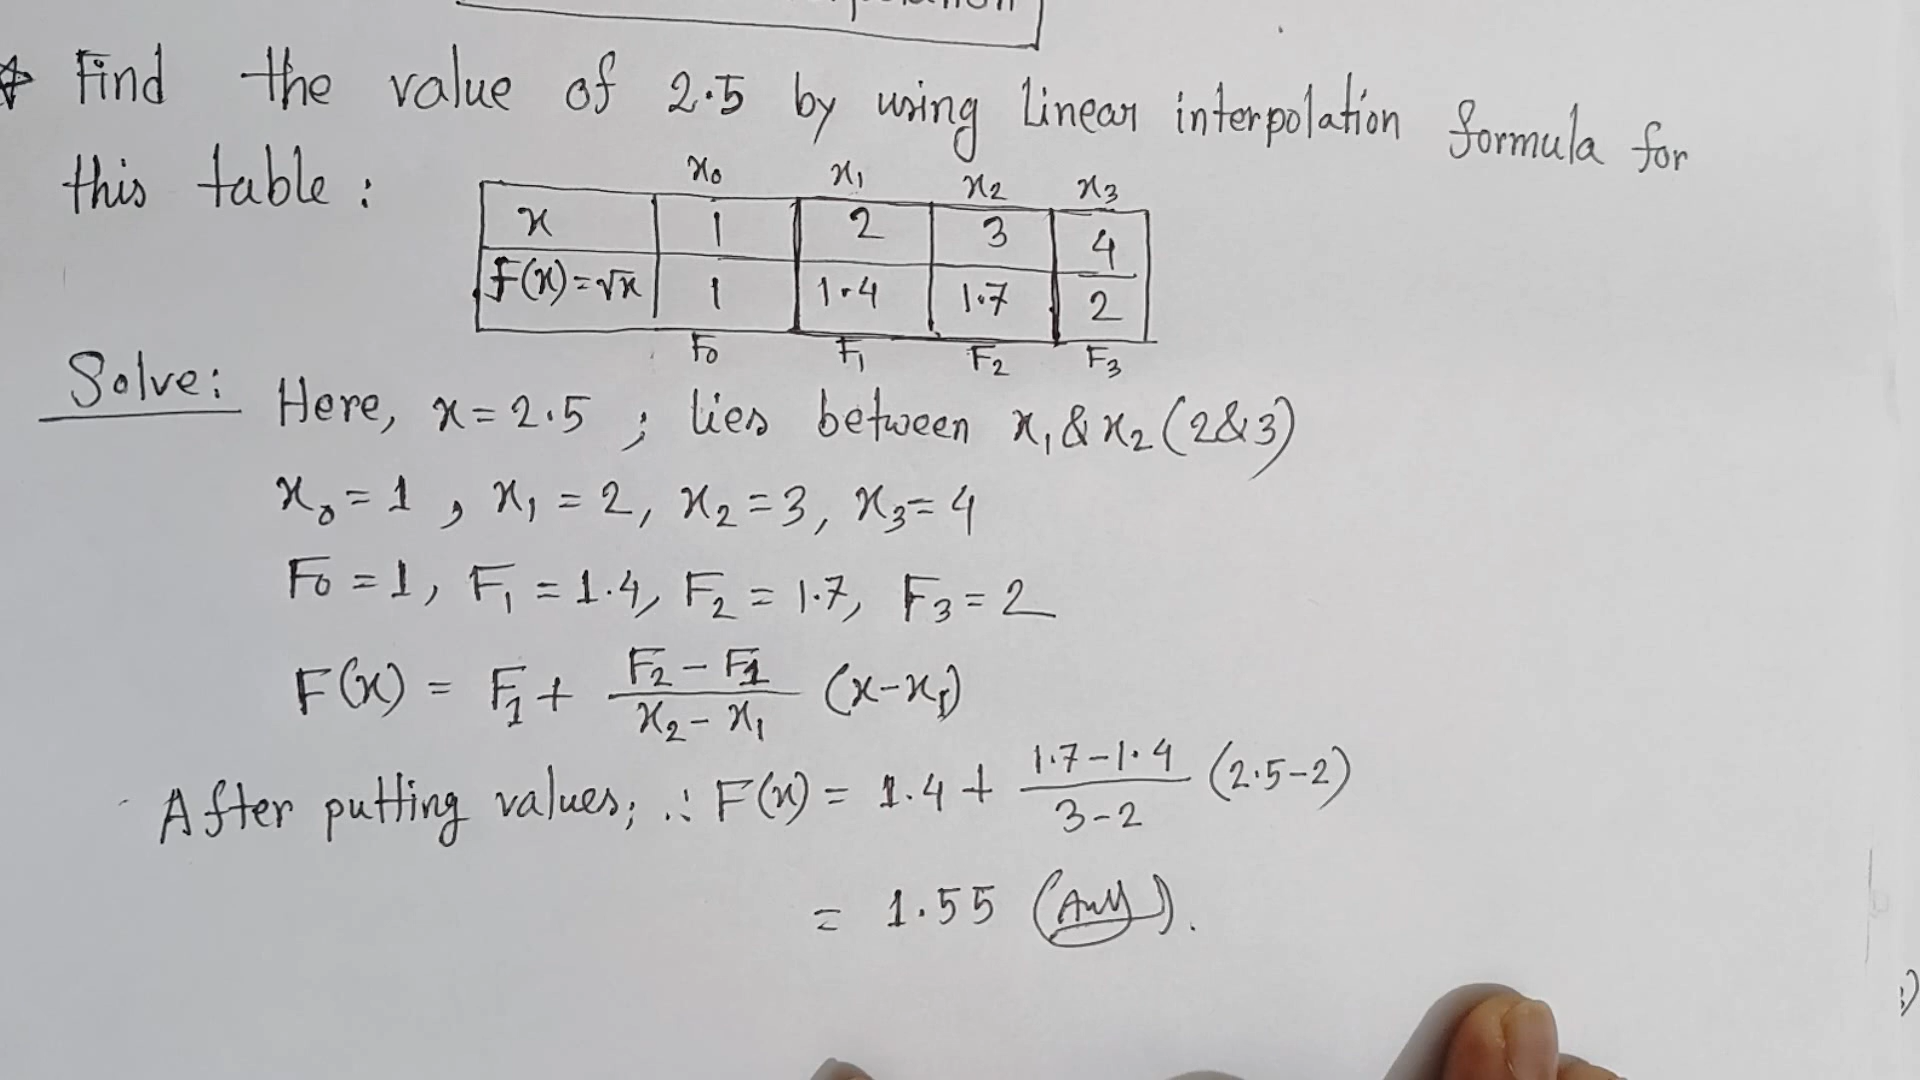 * Find the value of 2.5 by using Linear interpolation formula for
this table:
x0 x1 x2 x3
x 1 2 3 4
F(x)=√x 1 1.4 1.7 2
F0 F1 F2 F3
Solve: Here, x=2.5 ; lies between x1 & x2 (2&3)
x0 = 1 , x1 = 2, x2 = 3, x3 = 4
F0 = 1, F1 = 1.4, F2 = 1.7, F3 = 2
F(x) = F1 + (F2 - F1)/(x2 - x1) (x-x1)
After putting values; ∴ F(x) = 1.4 + (1.7-1.4)/(3-2) (2.5-2)
= 1.55 (Ans).